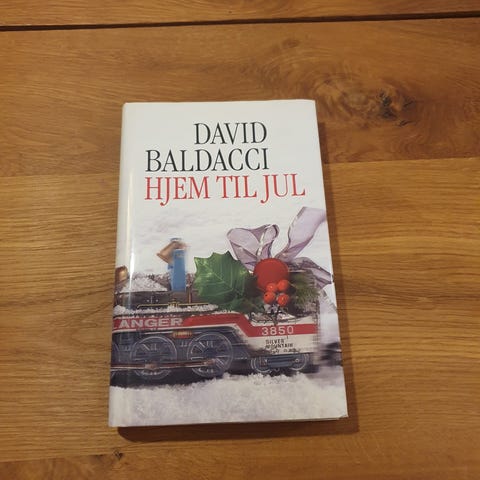 DAVID
BALDACCI
HJEM TIL JUL
ANGER
3850
SILVER
MOUNTAIN